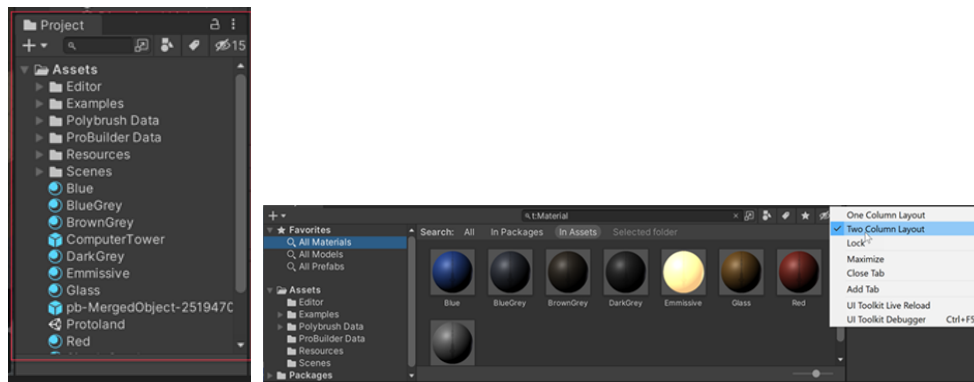 Project
15
Assets
Editor
Examples
Polybrush Data
ProBuilder Data
Resources
Scenes
Blue
BlueGrey
BrownGrey
ComputerTower
DarkGrey
Emmissive
Glass
pb-MergedObject-2519470
Protoland
Red
t:Material
Favorites
All Materials
All Models
All Prefabs
Assets
Editor
Examples
Polybrush Data
ProBuilder Data
Resources
Scenes
Packages
Search: All In Packages In Assets Selected folder
Blue BlueGrey BrownGrey DarkGrey Emmissive Glass Red
One Column Layout
Two Column Layout
Lock
Maximize
Close Tab
Add Tab
UI Toolkit Live Reload
UI Toolkit Debugger Ctrl+F5